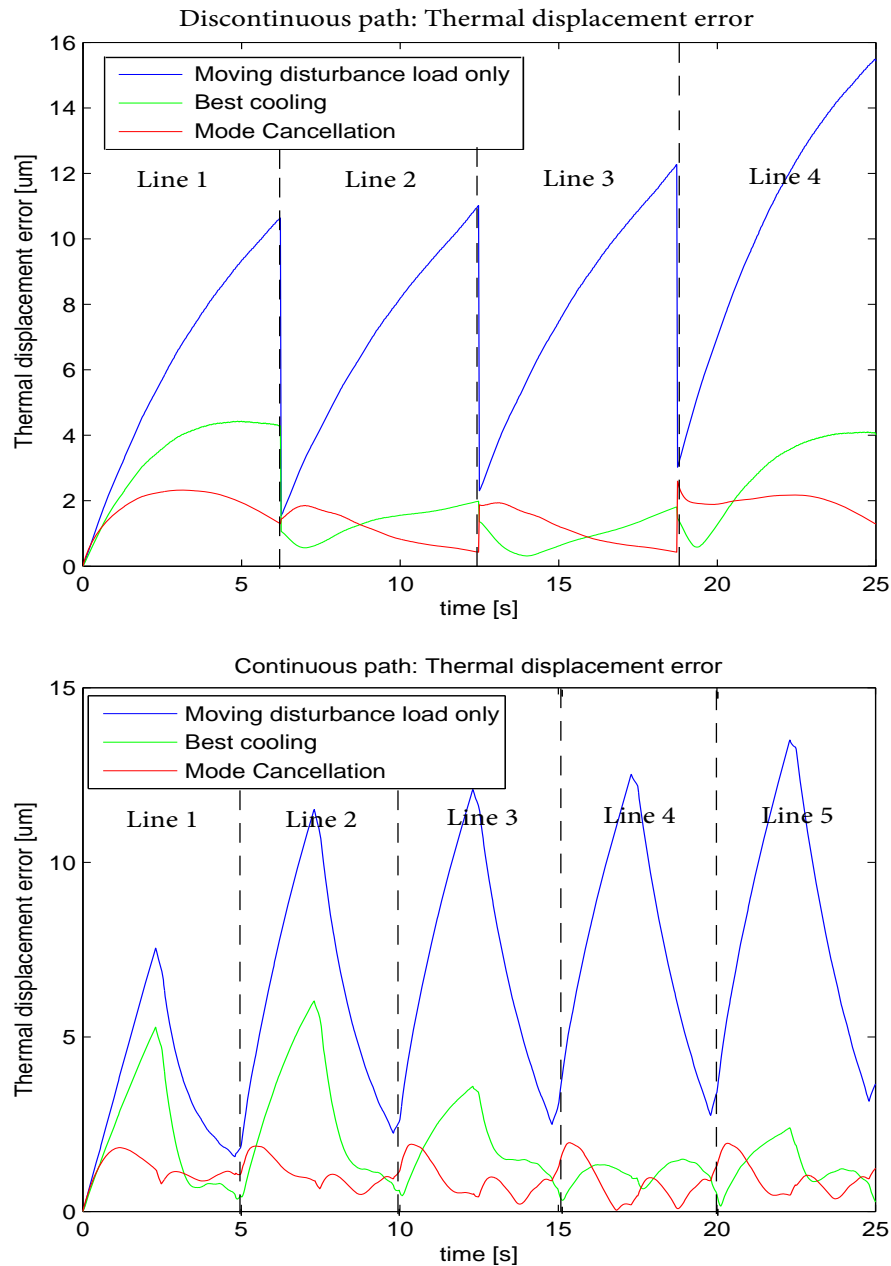 Discontinuous path: Thermal displacement error
16
14
12
10
8
6
4
2
0
Thermal displacement error [um]
Moving disturbance load only
Best cooling
Mode Cancellation
Line 1
Line 2
Line 3
Line 4
0
5
10
15
20
25
time [s]
Continuous path: Thermal displacement error
15
10
5
0
Thermal displacement error [um]
Moving disturbance load only
Best cooling
Mode Cancellation
Line 1
Line 2
Line 3
Line 4
Line 5
0
5
10
15
20
25
time [s]